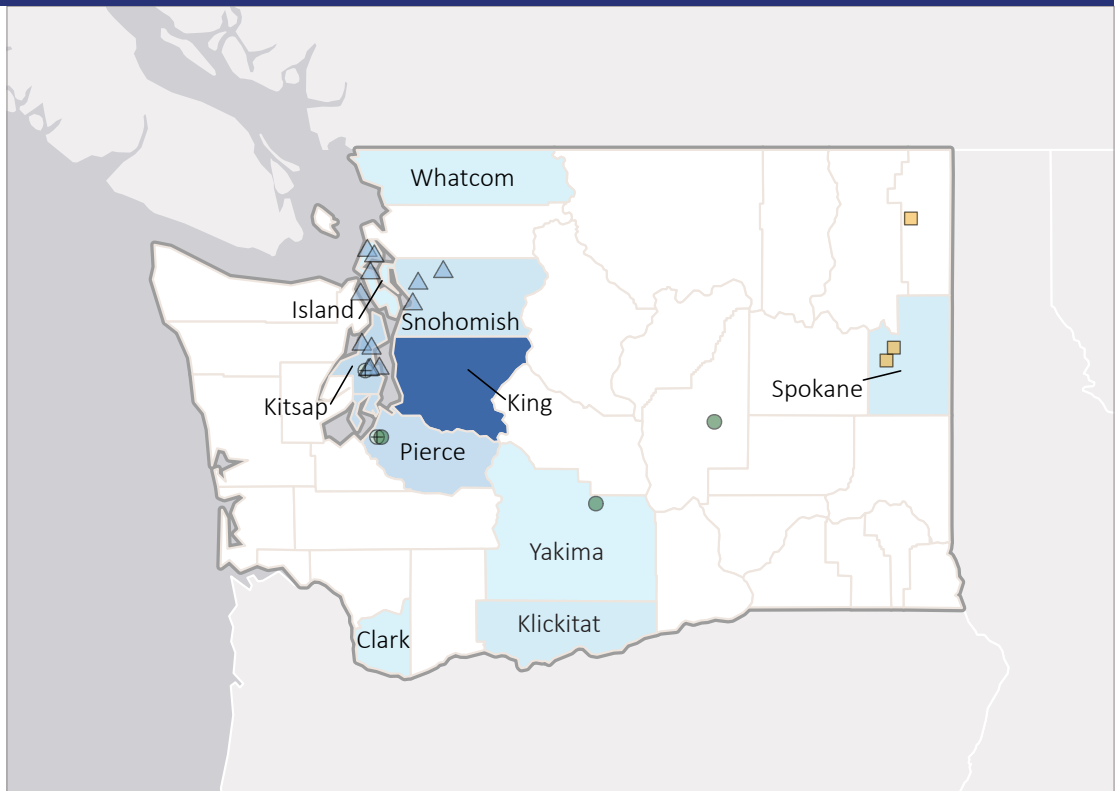 Whatcom
Island
Snohomish
Spokane
Kitsap
King
Pierce
Yakima
Klickitat
Clark